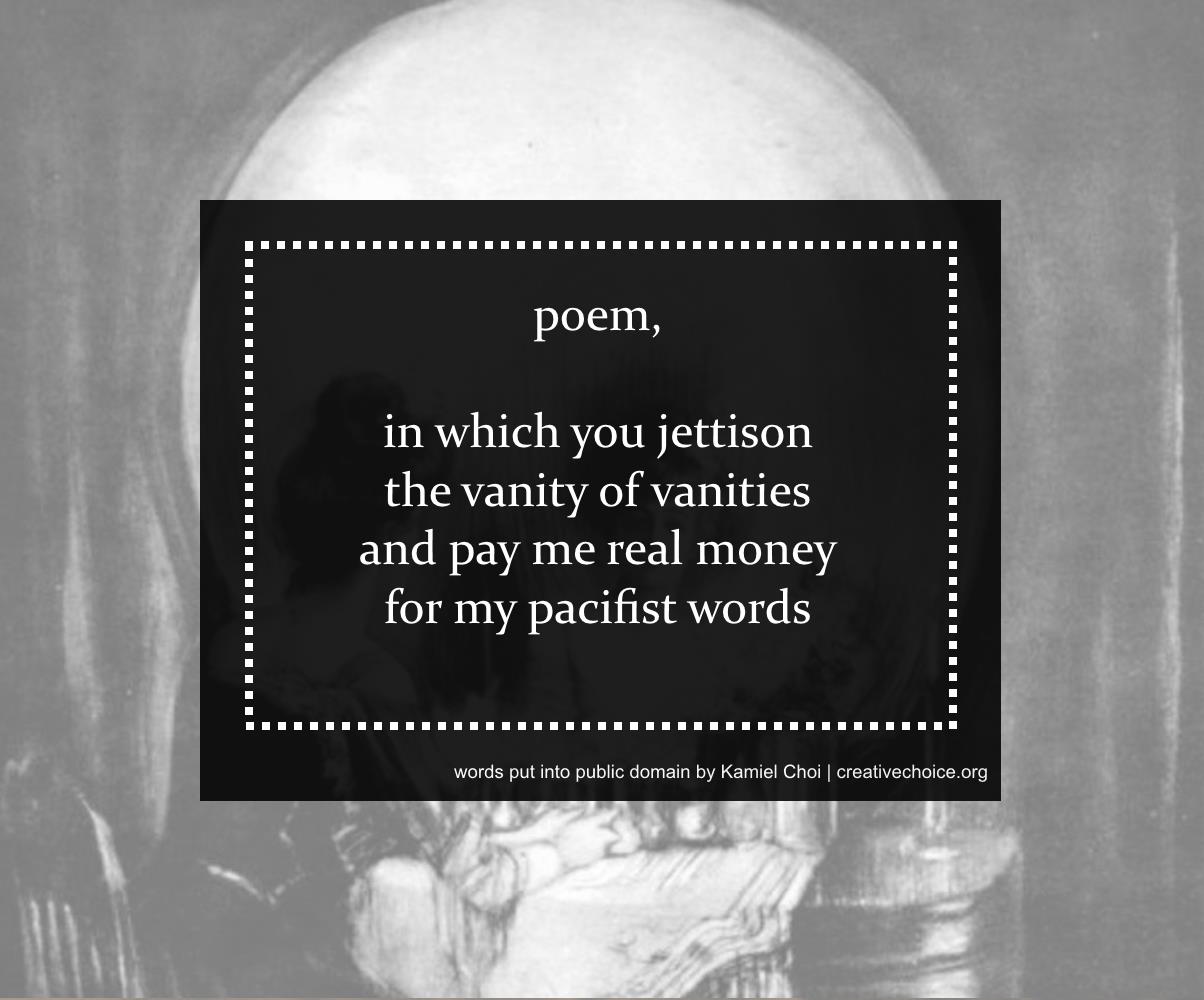 poem,
in which you jettison
the vanity of vanities
and pay me real money
for my pacifist words
words put into public domain by Kamiel Choi | creativechoice.org